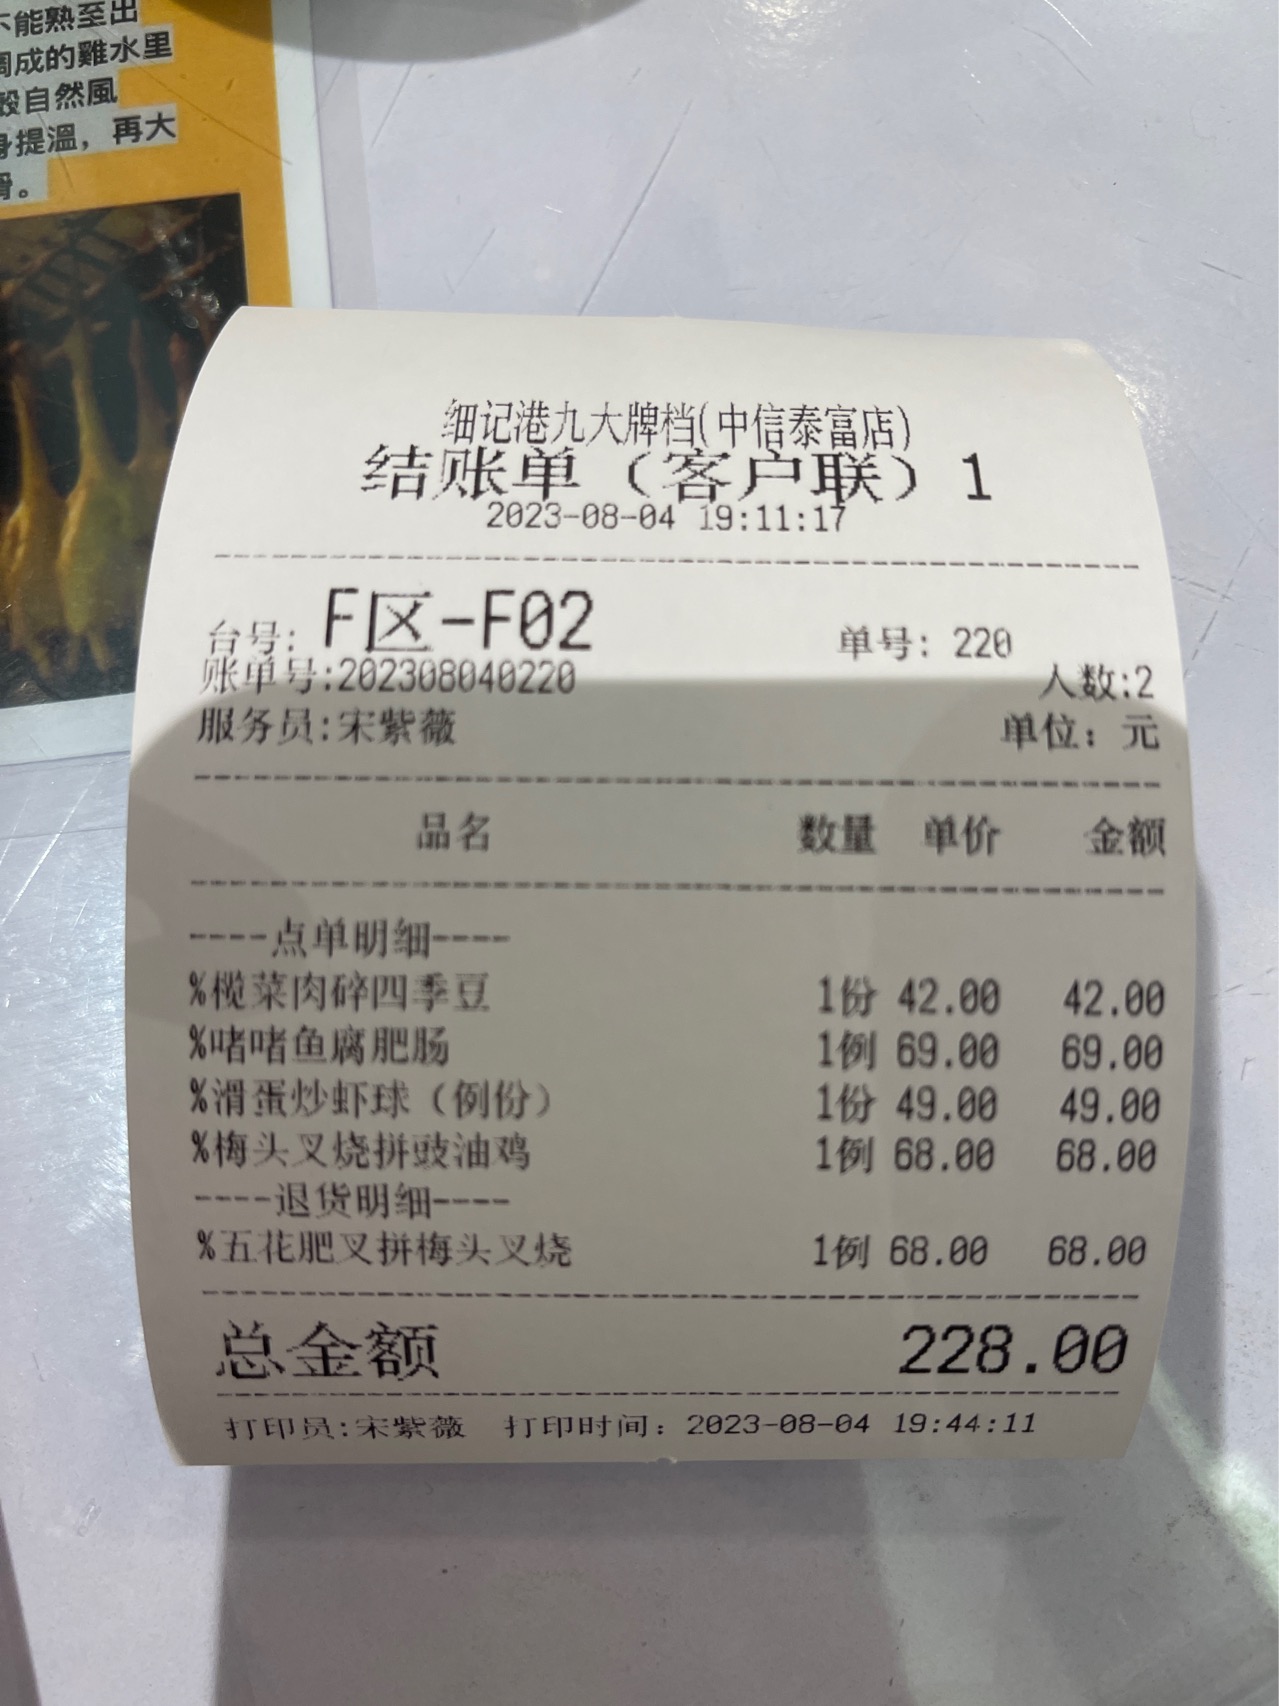 不能熟至出
調成的雞水里
自然風
提溫，再大
滑。
细记港九大牌档(中信泰富店)
结账单（客户联）1
2023-08-04 19:11:17
台号: F区-F02 单号: 220
账单号:202308040220 人数:2
服务员:宋紫薇 单位: 元
品名 数量 单价 金额
----点单明细----
%榄菜肉碎四季豆 1份 42.00 42.00
%啫啫鱼腐肥肠 1例 69.00 69.00
%滑蛋炒虾球（例份） 1份 49.00 49.00
%梅头叉烧拼豉油鸡 1例 68.00 68.00
----退货明细----
%五花肥叉拼梅头叉烧 1例 68.00 68.00
总金额 228.00
打印员:宋紫薇 打印时间: 2023-08-04 19:44:11